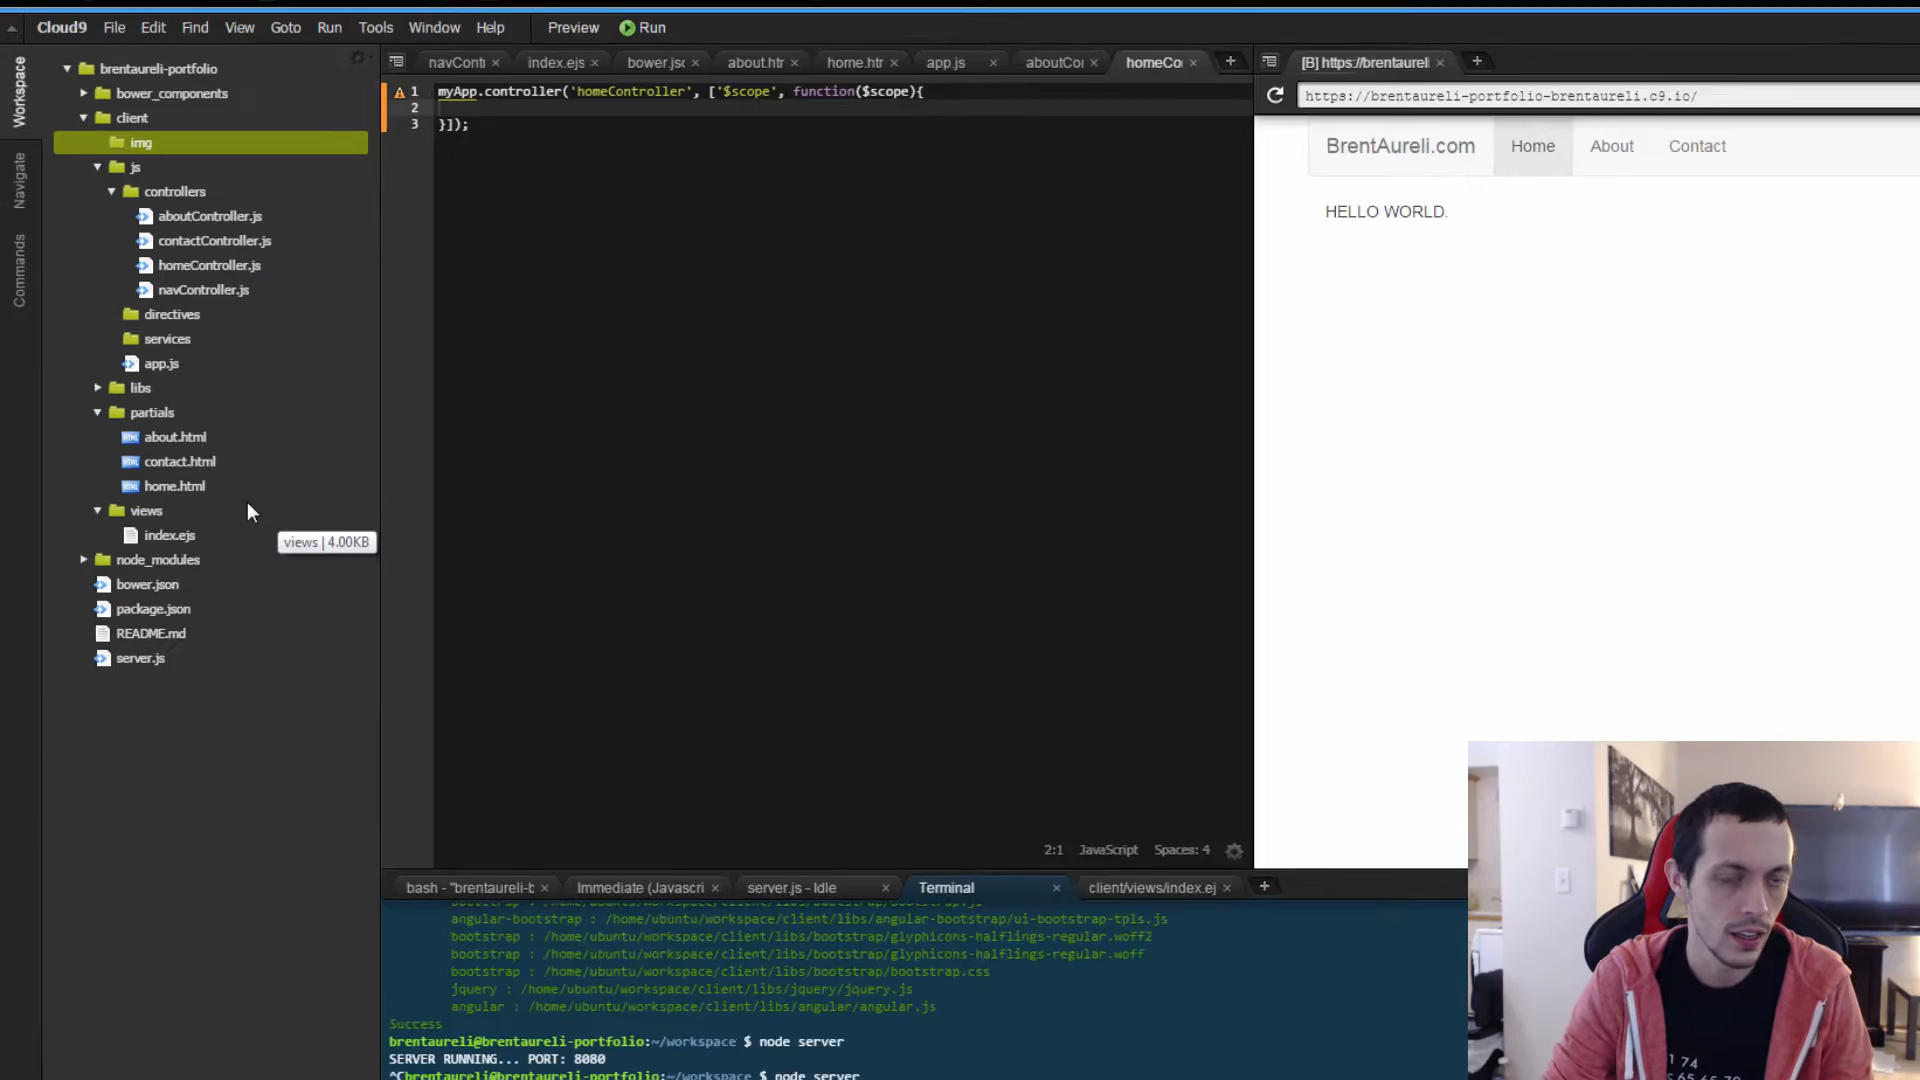 Cloud9 File Edit Find View Goto Run Tools Window Help Preview Run
Workspace
Navigate
Commands
brentaureli-portfolio
bower_components
client
img
js
controllers
aboutController.js
contactController.js
homeController.js
navController.js
directives
services
app.js
libs
partials
about.html
contact.html
home.html
views
index.ejs
views | 4.00KB
node_modules
bower.json
package.json
README.md
server.js
navConti × index.ejs × bower.jsc × about.htr × home.htr × app.js × aboutCoi × homeCo × +
1 myApp.controller('homeController', ['$scope', function($scope){
2
3 }]);
2:1 JavaScript Spaces: 4
[B] https://brentaureli × +
https://brentaureli-portfolio-brentaureli.c9.io/
BrentAureli.com Home About Contact
HELLO WORLD.
bash - "brentaureli-b × Immediate (Javascri × server.js - Idle × Terminal × client/views/index.ej × +
angular-bootstrap : /home/ubuntu/workspace/client/libs/angular-bootstrap/ui-bootstrap-tpls.js
bootstrap : /home/ubuntu/workspace/client/libs/bootstrap/glyphicons-halflings-regular.woff2
bootstrap : /home/ubuntu/workspace/client/libs/bootstrap/glyphicons-halflings-regular.woff
bootstrap : /home/ubuntu/workspace/client/libs/bootstrap/bootstrap.css
jquery : /home/ubuntu/workspace/client/libs/jquery/jquery.js
angular : /home/ubuntu/workspace/client/libs/angular/angular.js
Success
brentaureli@brentaureli-portfolio:~/workspace $ node server
SERVER RUNNING... PORT: 8080
^Cbrentaureli@brentaureli-portfolio:~/workspace $ node server